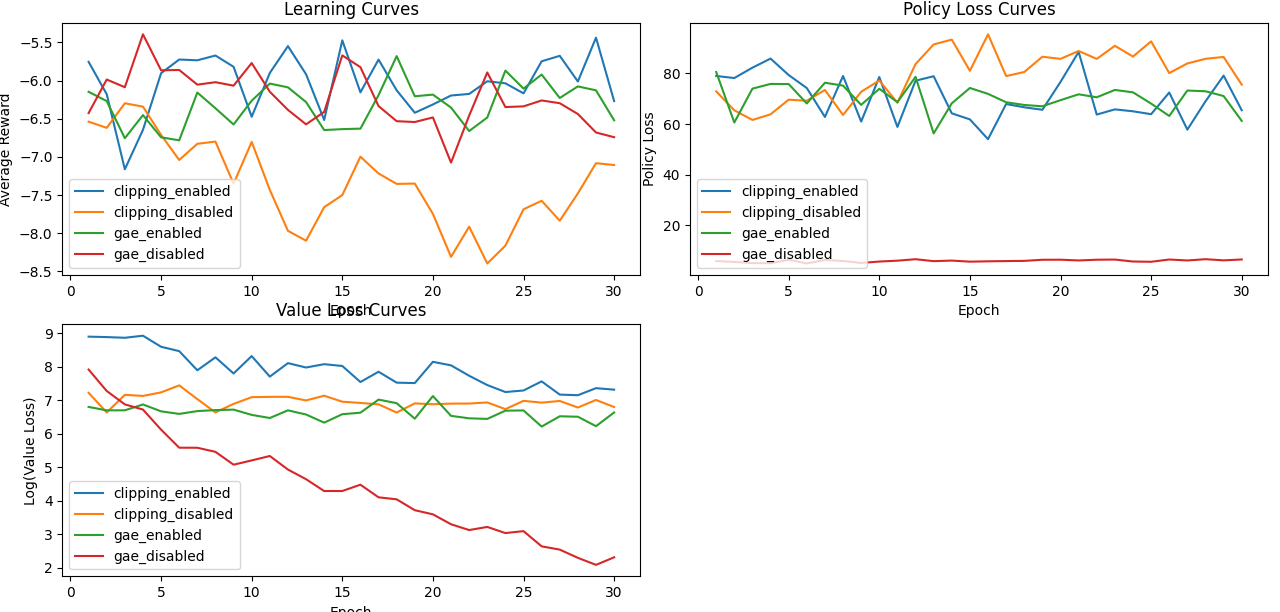 Learning Curves
Average Reward
−5.5
−6.0
−6.5
−7.0
−7.5
−8.0
−8.5
clipping_enabled
clipping_disabled
gae_enabled
gae_disabled
0 5 10 15 20 25 30
Epoch
Policy Loss Curves
Policy Loss
80
60
40
20
clipping_enabled
clipping_disabled
gae_enabled
gae_disabled
0 5 10 15 20 25 30
Epoch
Value Loss Curves
Log(Value Loss)
9
8
7
6
5
4
3
2
clipping_enabled
clipping_disabled
gae_enabled
gae_disabled
0 5 10 15 20 25 30
Epoch